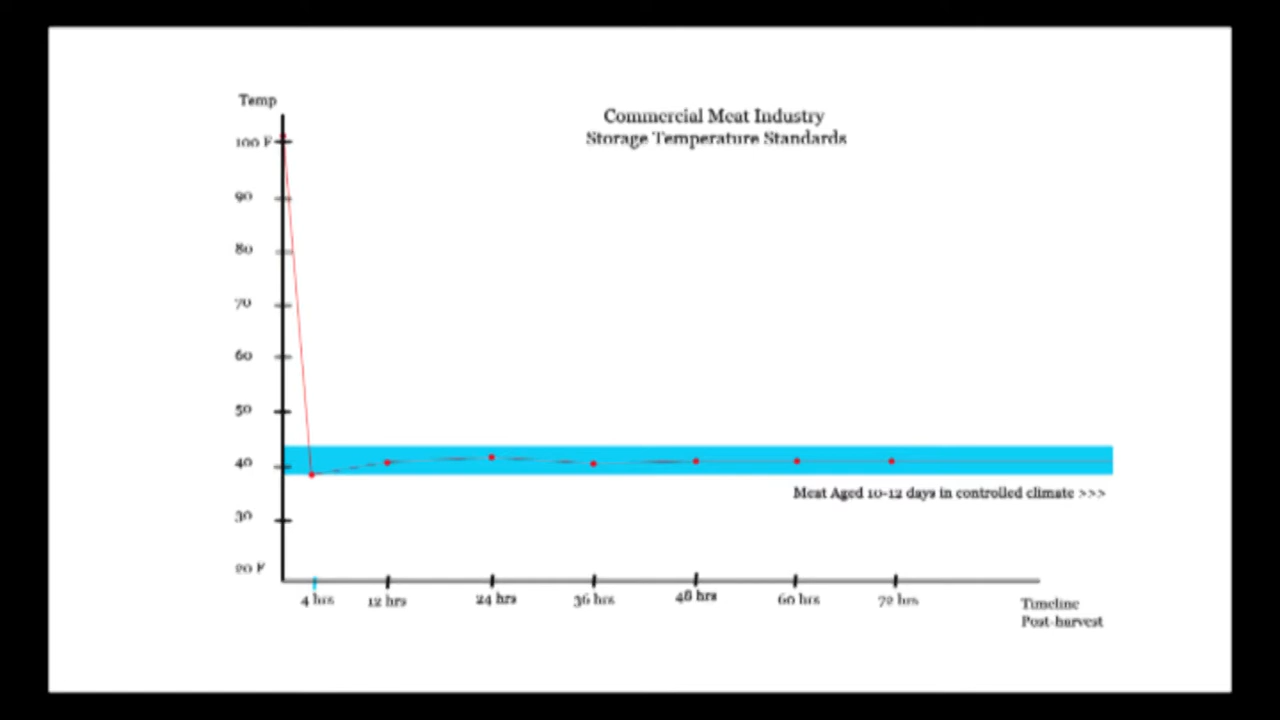 Temp
Commercial Meat Industry
Storage Temperature Standards
100 F
90
80
70
60
50
40
Meat Aged 10-12 days in controlled climate >>>
30
20 F
4 hrs
12 hrs
24 hrs
36 hrs
48 hrs
60 hrs
72 hrs
Timeline
Post-harvest